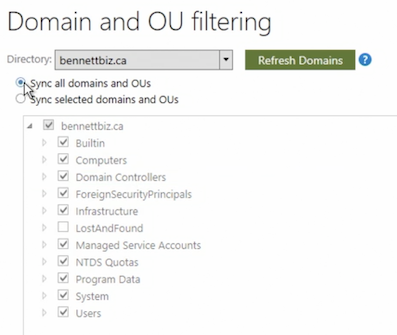 Domain and OU filtering
Directory: bennettbiz.ca Refresh Domains ?
Sync all domains and OUs
Sync selected domains and OUs
bennettbiz.ca
Builtin
Computers
Domain Controllers
ForeignSecurityPrincipals
Infrastructure
LostAndFound
Managed Service Accounts
NTDS Quotas
Program Data
System
Users